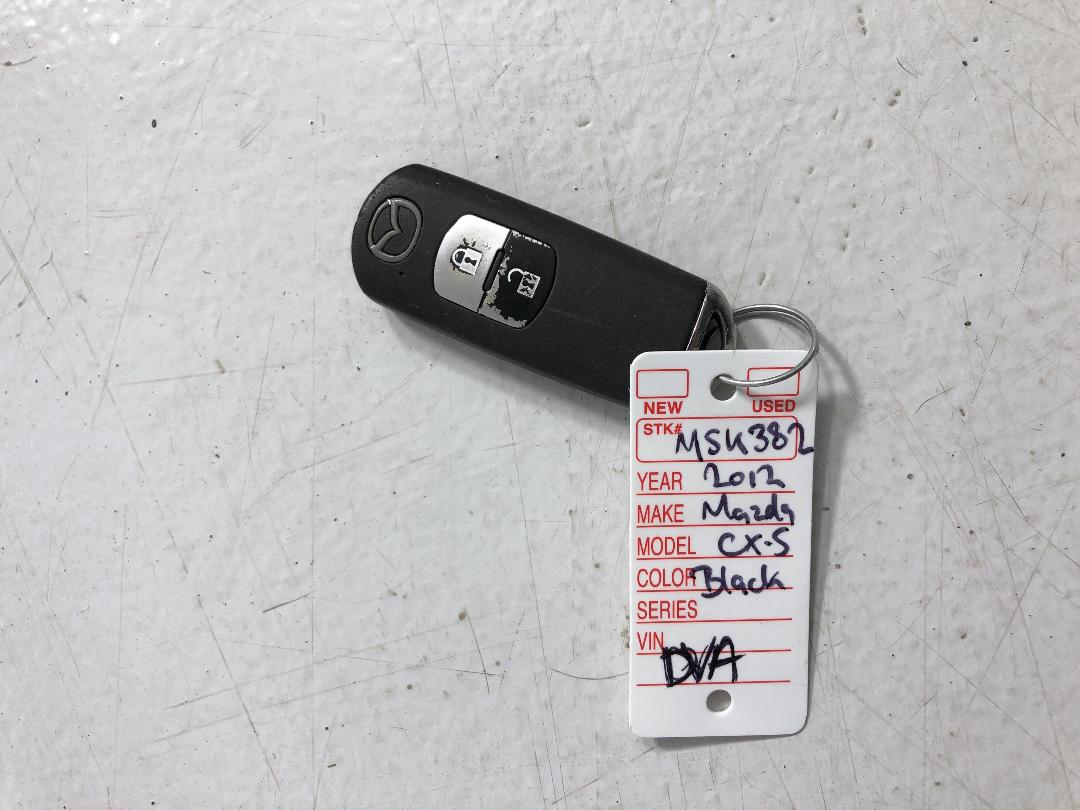 NEW USED
STK# MSK382
YEAR 2012
MAKE Mazda
MODEL CX-5
COLOR Black
SERIES
VIN
DVA